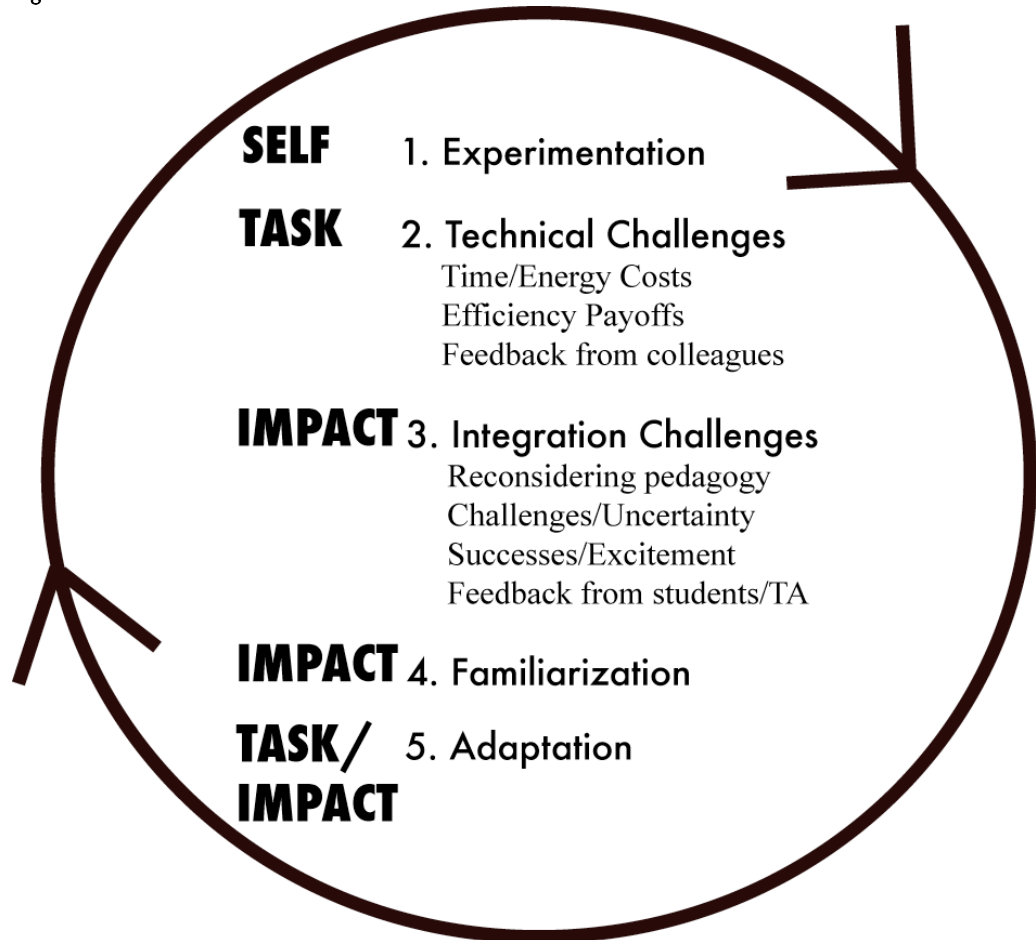 SELF 1. Experimentation
TASK 2. Technical Challenges
Time/Energy Costs
Efficiency Payoffs
Feedback from colleagues
IMPACT 3. Integration Challenges
Reconsidering pedagogy
Challenges/Uncertainty
Successes/Excitement
Feedback from students/TA
IMPACT 4. Familiarization
TASK/ 5. Adaptation
IMPACT